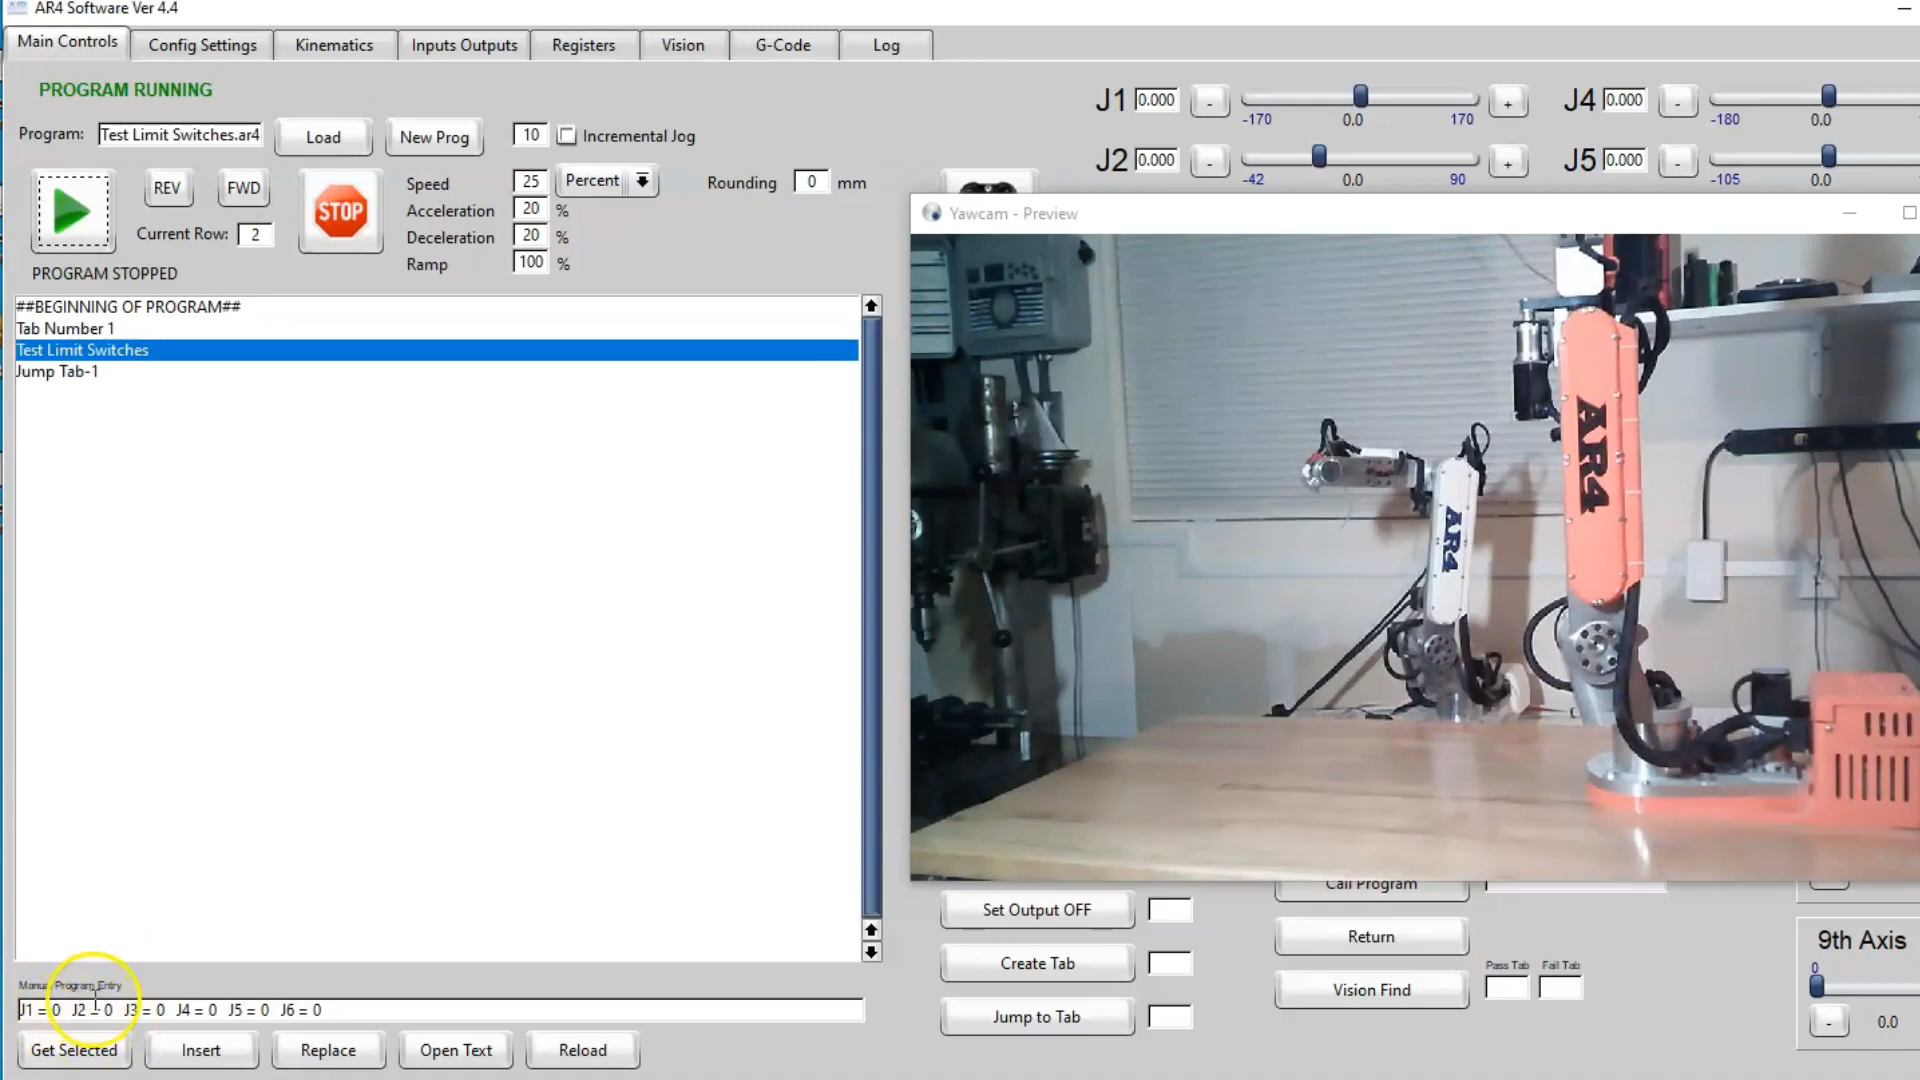 AR4 Software Ver 4.4
Main Controls
Config Settings
Kinematics
Inputs Outputs
Registers
Vision
G-Code
Log
PROGRAM RUNNING
Program: Test Limit Switches.ar4 Load New Prog 10 Incremental Jog
REV FWD
Current Row: 2
STOP
Speed 25 Percent
Acceleration 20 %
Deceleration 20 %
Ramp 100 %
Rounding 0 mm
PROGRAM STOPPED
J1 0.000 - +
-170 0.0 170
J2 0.000 - +
-42 0.0 90
J4 0.000 -
-180 0.0
J5 0.000 -
-105 0.0
##BEGINNING OF PROGRAM##
Tab Number 1
Test Limit Switches
Jump Tab-1
Yawcam - Preview
AR4
AR4
Manual Program Entry
J1 = 0 J2 = 0 J3 = 0 J4 = 0 J5 = 0 J6 = 0
Get Selected
Insert
Replace
Open Text
Reload
Set Output OFF
Create Tab
Jump to Tab
Call Program
Return
Vision Find
Pass Tab Fail Tab
9th Axis
0
- 0.0